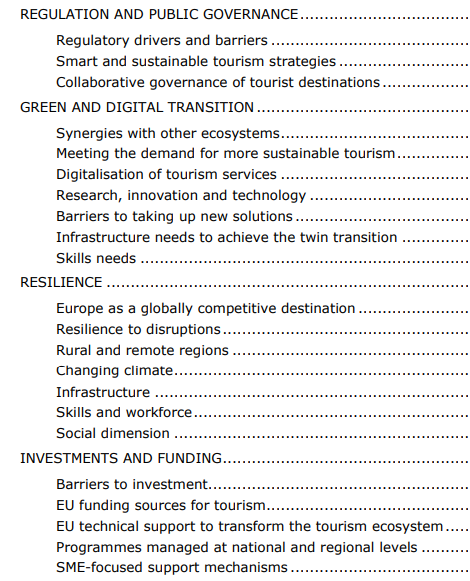 REGULATION AND PUBLIC GOVERNANCE........................................
Regulatory drivers and barriers ..............................................
Smart and sustainable tourism strategies ...............................
Collaborative governance of tourist destinations ....................
GREEN AND DIGITAL TRANSITION ................................................
Synergies with other ecosystems............................................
Meeting the demand for more sustainable tourism.................
Digitalisation of tourism services ...........................................
Research, innovation and technology .....................................
Barriers to taking up new solutions ........................................
Infrastructure needs to achieve the twin transition ...............
Skills needs .............................................................................
RESILIENCE .....................................................................................
Europe as a globally competitive destination .........................
Resilience to disruptions .........................................................
Rural and remote regions .......................................................
Changing climate.....................................................................
Infrastructure ..........................................................................
Skills and workforce................................................................
Social dimension .....................................................................
INVESTMENTS AND FUNDING.........................................................
Barriers to investment.............................................................
EU funding sources for tourism...............................................
EU technical support to transform the tourism ecosystem .....
Programmes managed at national and regional levels ...........
SME-focused support mechanisms .........................................